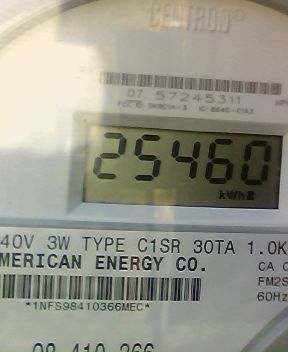 CENTRON
07 57245311
25460
kWh
40V 3W TYPE C1SR 30TA 1.0K
MERICAN ENERGY CO.
CA
FM2S
60Hz
*1NFS98410366MEC*
98 410 366